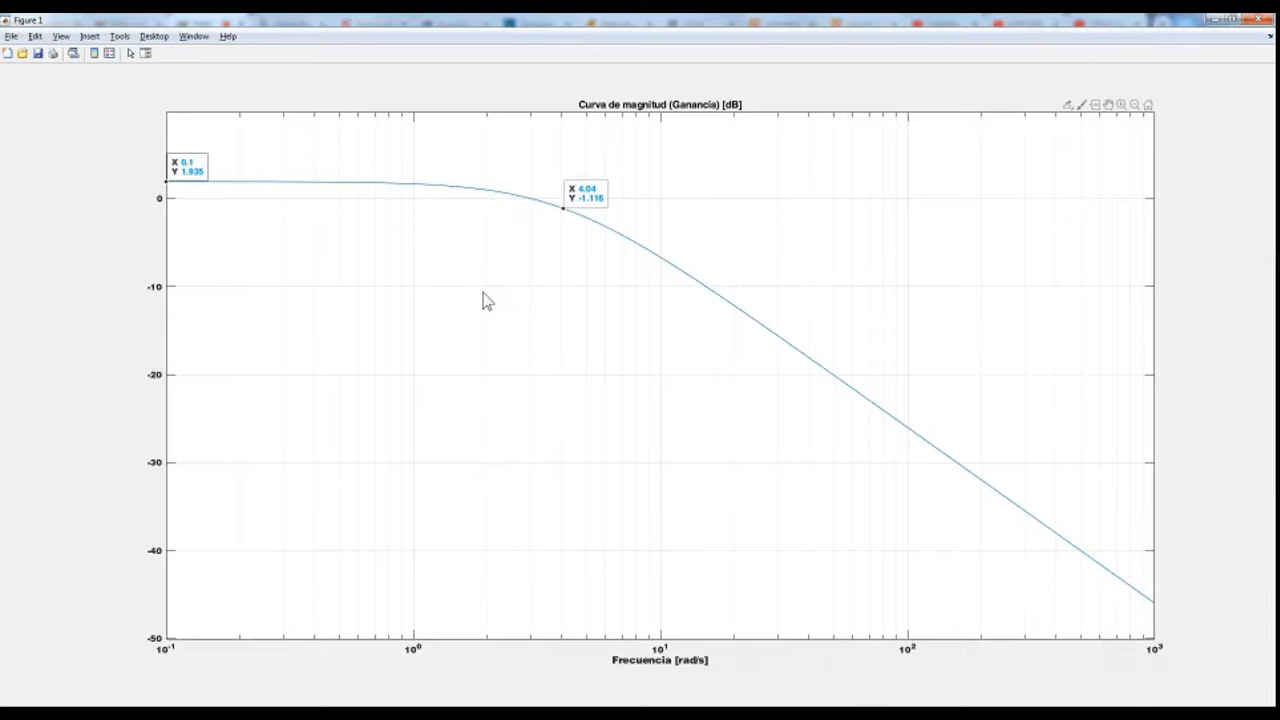 Figure 1
File Edit View Insert Tools Desktop Window Help
Curva de magnitud (Ganancia) [dB]
X 0.1
Y 1.935
X 4.04
Y -1.116
0
-10
-20
-30
-40
-50
10-1 100 101 102 103
Frecuencia [rad/s]